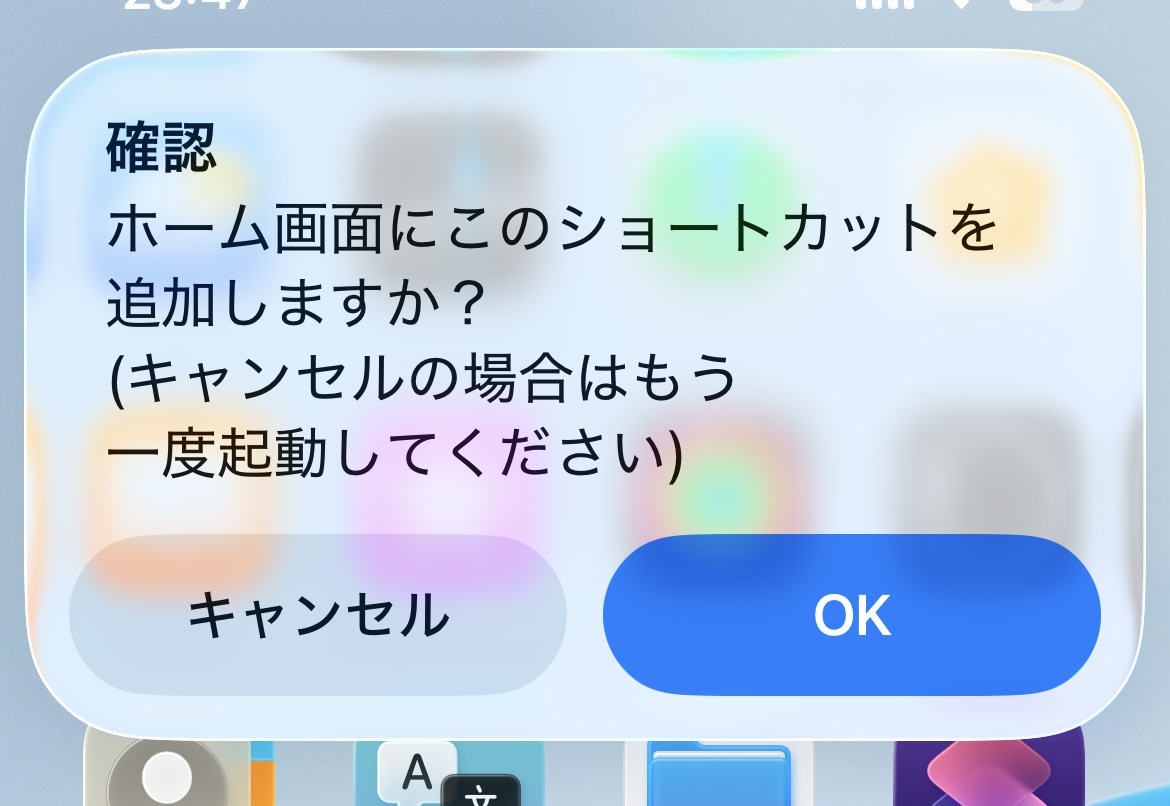 確認
ホーム画面にこのショートカットを
追加しますか？
(キャンセルの場合はもう
一度起動してください)
キャンセル
OK
A
文